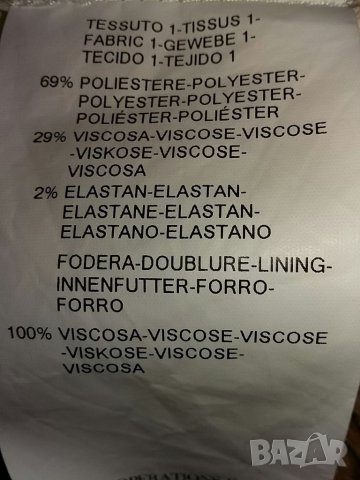 TESSUTO 1-TISSUS 1-
FABRIC 1-GEWEBE 1-
TECIDO 1-TEJIDO 1
69% POLIESTERE-POLYESTER-
POLYESTER-POLYESTER-
POLIÉSTER-POLIÉSTER
29% VISCOSA-VISCOSE-VISCOSE
-VISKOSE-VISCOSE-
VISCOSA
2% ELASTAN-ELASTAN-
ELASTANE-ELASTAN-
ELASTANO-ELASTANO
FODERA-DOUBLURE-LINING-
INNENFUTTER-FORRO-
FORRO
100% VISCOSA-VISCOSE-VISCOSE
-VISKOSE-VISCOSE-
VISCOSA
BAZAR